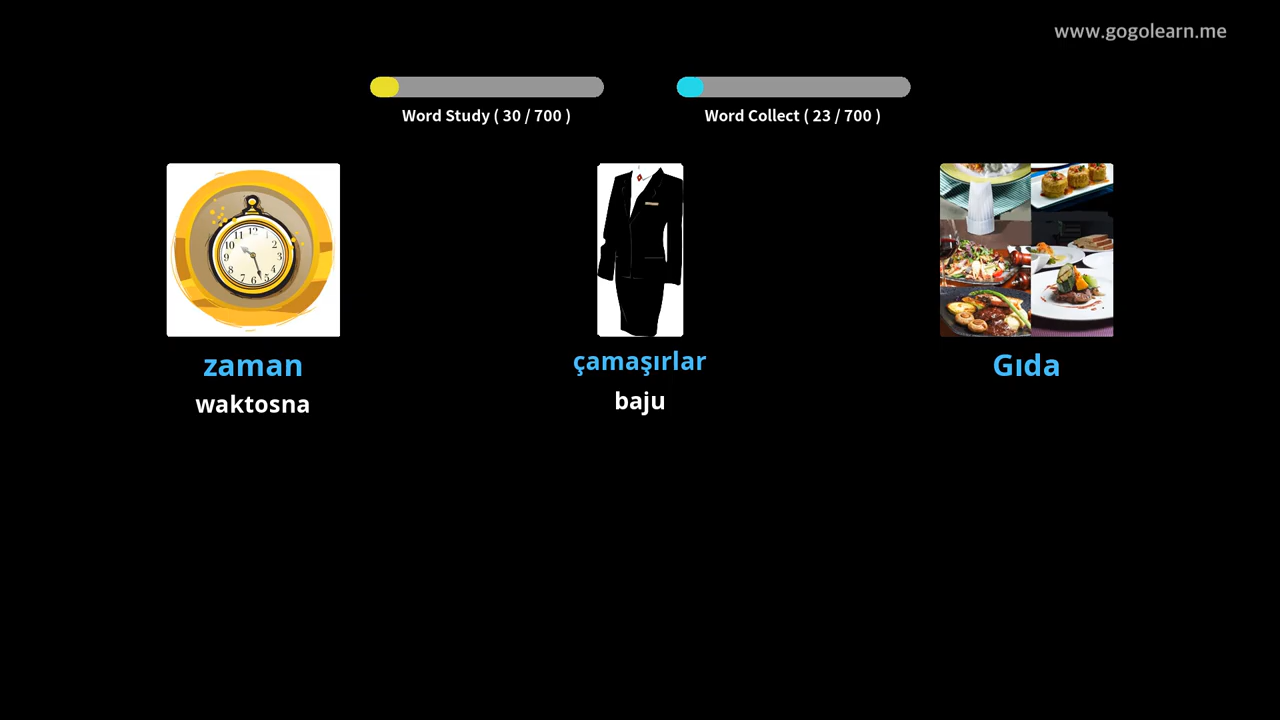 www.gogolearn.me
Word Study ( 30 / 700 )
Word Collect ( 23 / 700 )
zaman
waktosna
çamaşırlar
baju
Gıda